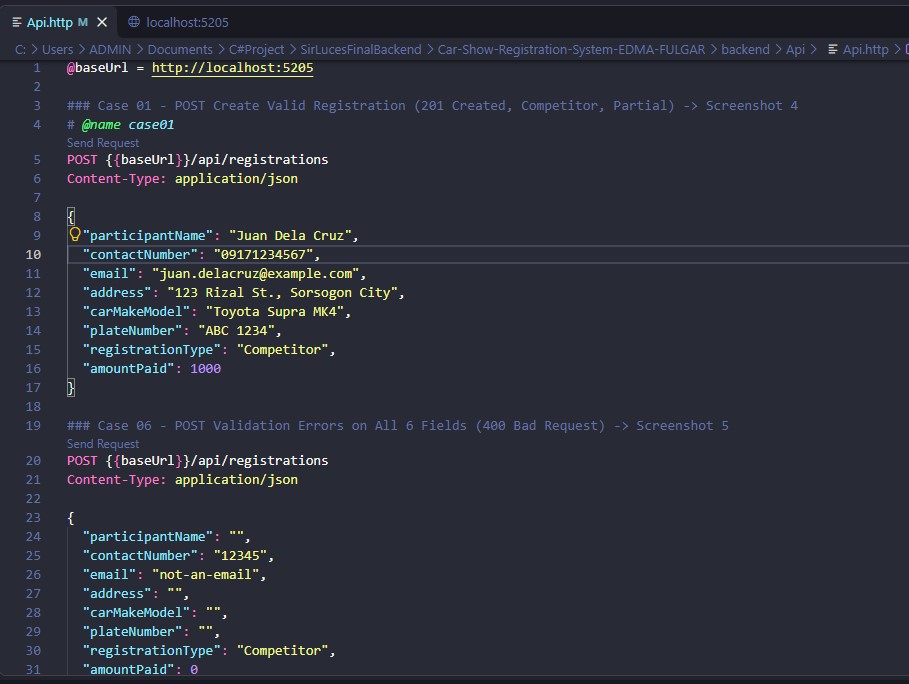 Api.http M
localhost:5205
C: > Users > ADMIN > Documents > C#Project > SirLucesFinalBackend > Car-Show-Registration-System-EDMA-FULGAR > backend > Api > Api.http >
1 @baseUrl = http://localhost:5205
2
3 ### Case 01 - POST Create Valid Registration (201 Created, Competitor, Partial) -> Screenshot 4
4 # @name case01
Send Request
5 POST {{baseUrl}}/api/registrations
6 Content-Type: application/json
7
8 {
9 "participantName": "Juan Dela Cruz",
10 "contactNumber": "09171234567",
11 "email": "juan.delacruz@example.com",
12 "address": "123 Rizal St., Sorsogon City",
13 "carMakeModel": "Toyota Supra MK4",
14 "plateNumber": "ABC 1234",
15 "registrationType": "Competitor",
16 "amountPaid": 1000
17 }
18
19 ### Case 06 - POST Validation Errors on All 6 Fields (400 Bad Request) -> Screenshot 5
Send Request
20 POST {{baseUrl}}/api/registrations
21 Content-Type: application/json
22
23 {
24 "participantName": "",
25 "contactNumber": "12345",
26 "email": "not-an-email",
27 "address": "",
28 "carMakeModel": "",
29 "plateNumber": "",
30 "registrationType": "Competitor",
31 "amountPaid": 0